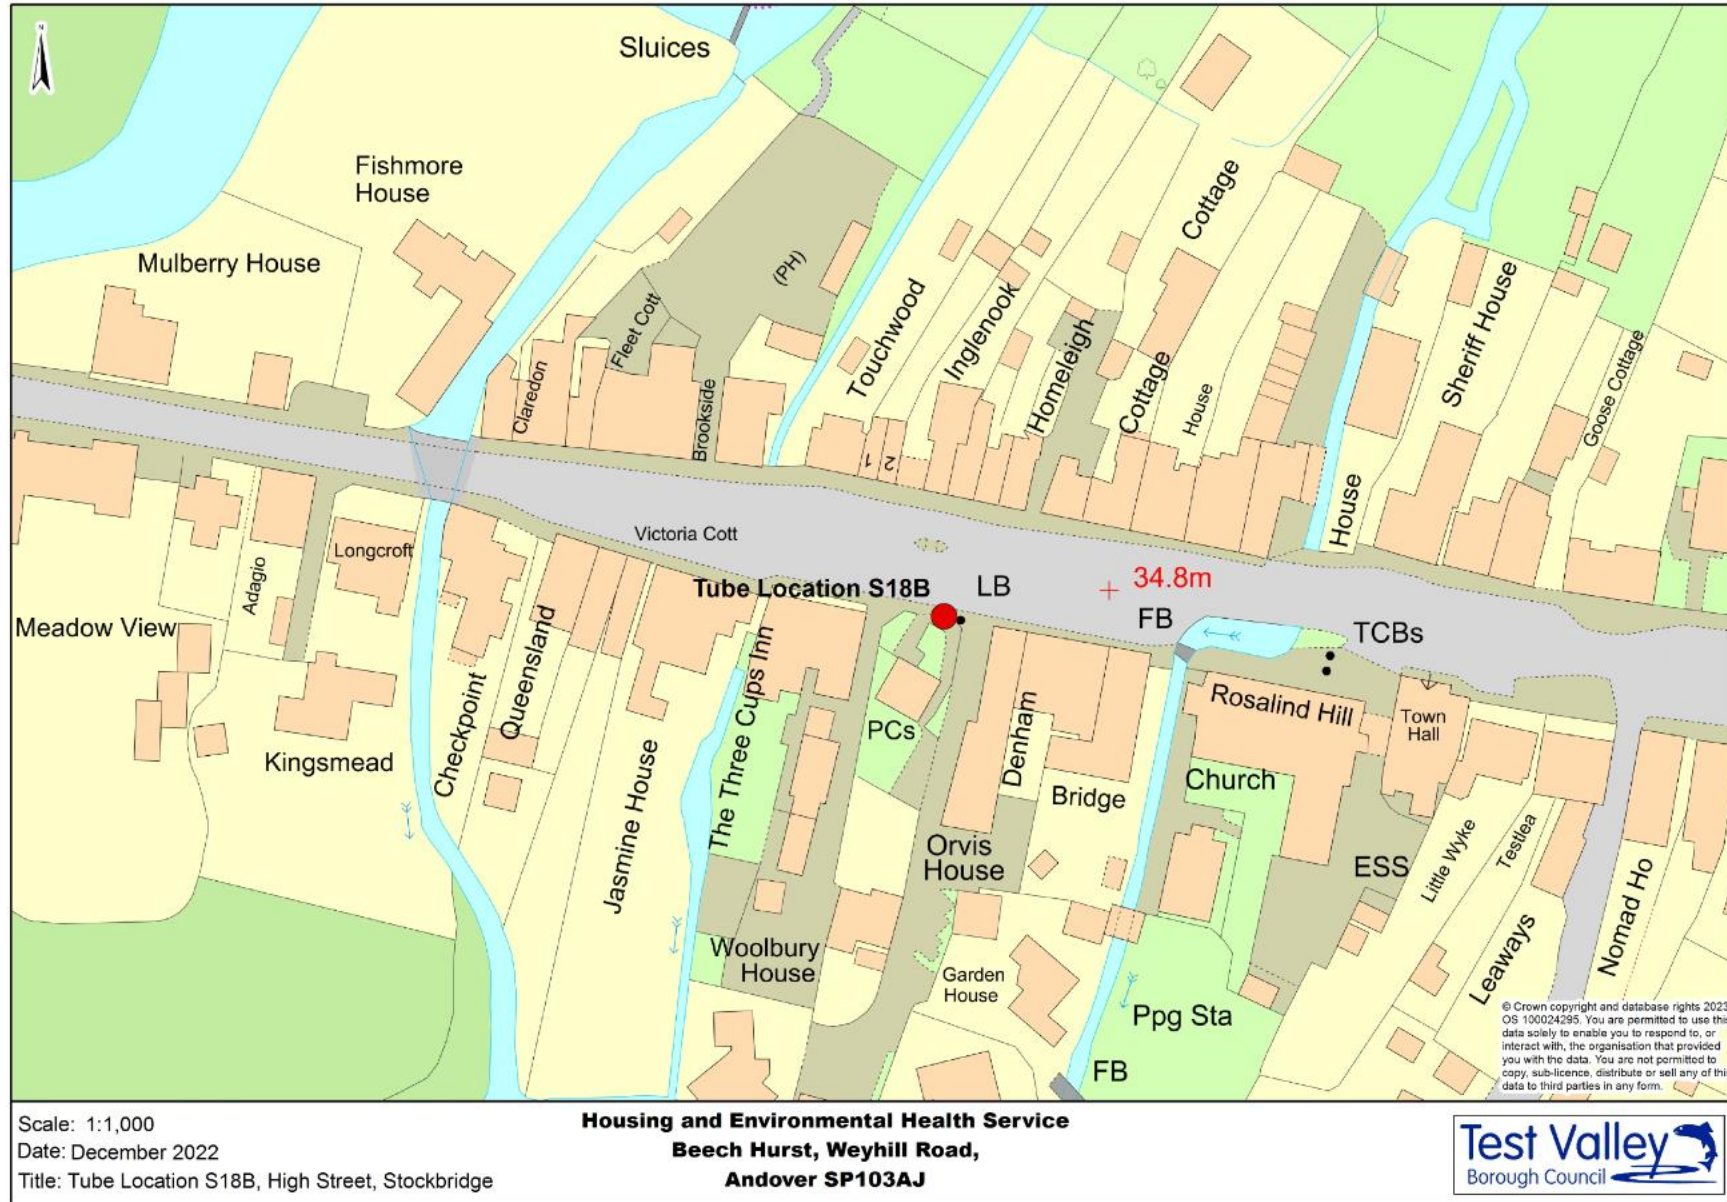 N
Sluices
Fishmore
House
Mulberry House
(PH)
Cottage
Touchwood
Inglenook
Homeleigh
Cottage
House
Sheriff House
Goose Cottage
Fleet Cott
Claredon
Brookside
1
2
House
Victoria Cott
Longcroft
Adagio
Meadow View
Tube Location S18B
LB
34.8m
FB
TCBs
Rosalind Hill
Town
Hall
Kingsmead
Checkpoint
Queensland
Jasmine House
The Three Cups Inn
PCs
Denham
Bridge
Church
Orvis
House
ESS
Little Wyke
Testlea
Leaways
Nomad Ho
Woolbury
House
Garden
House
Ppg Sta
FB
© Crown copyright and database rights 2023
OS 100024295. You are permitted to use this
data solely to enable you to respond to, or
interact with, the organisation that provided
you with the data. You are not permitted to
copy, sub-licence, distribute or sell any of this
data to third parties in any form.
Scale: 1:1,000
Date: December 2022
Title: Tube Location S18B, High Street, Stockbridge
Housing and Environmental Health Service
Beech Hurst, Weyhill Road,
Andover SP103AJ
Test Valley
Borough Council